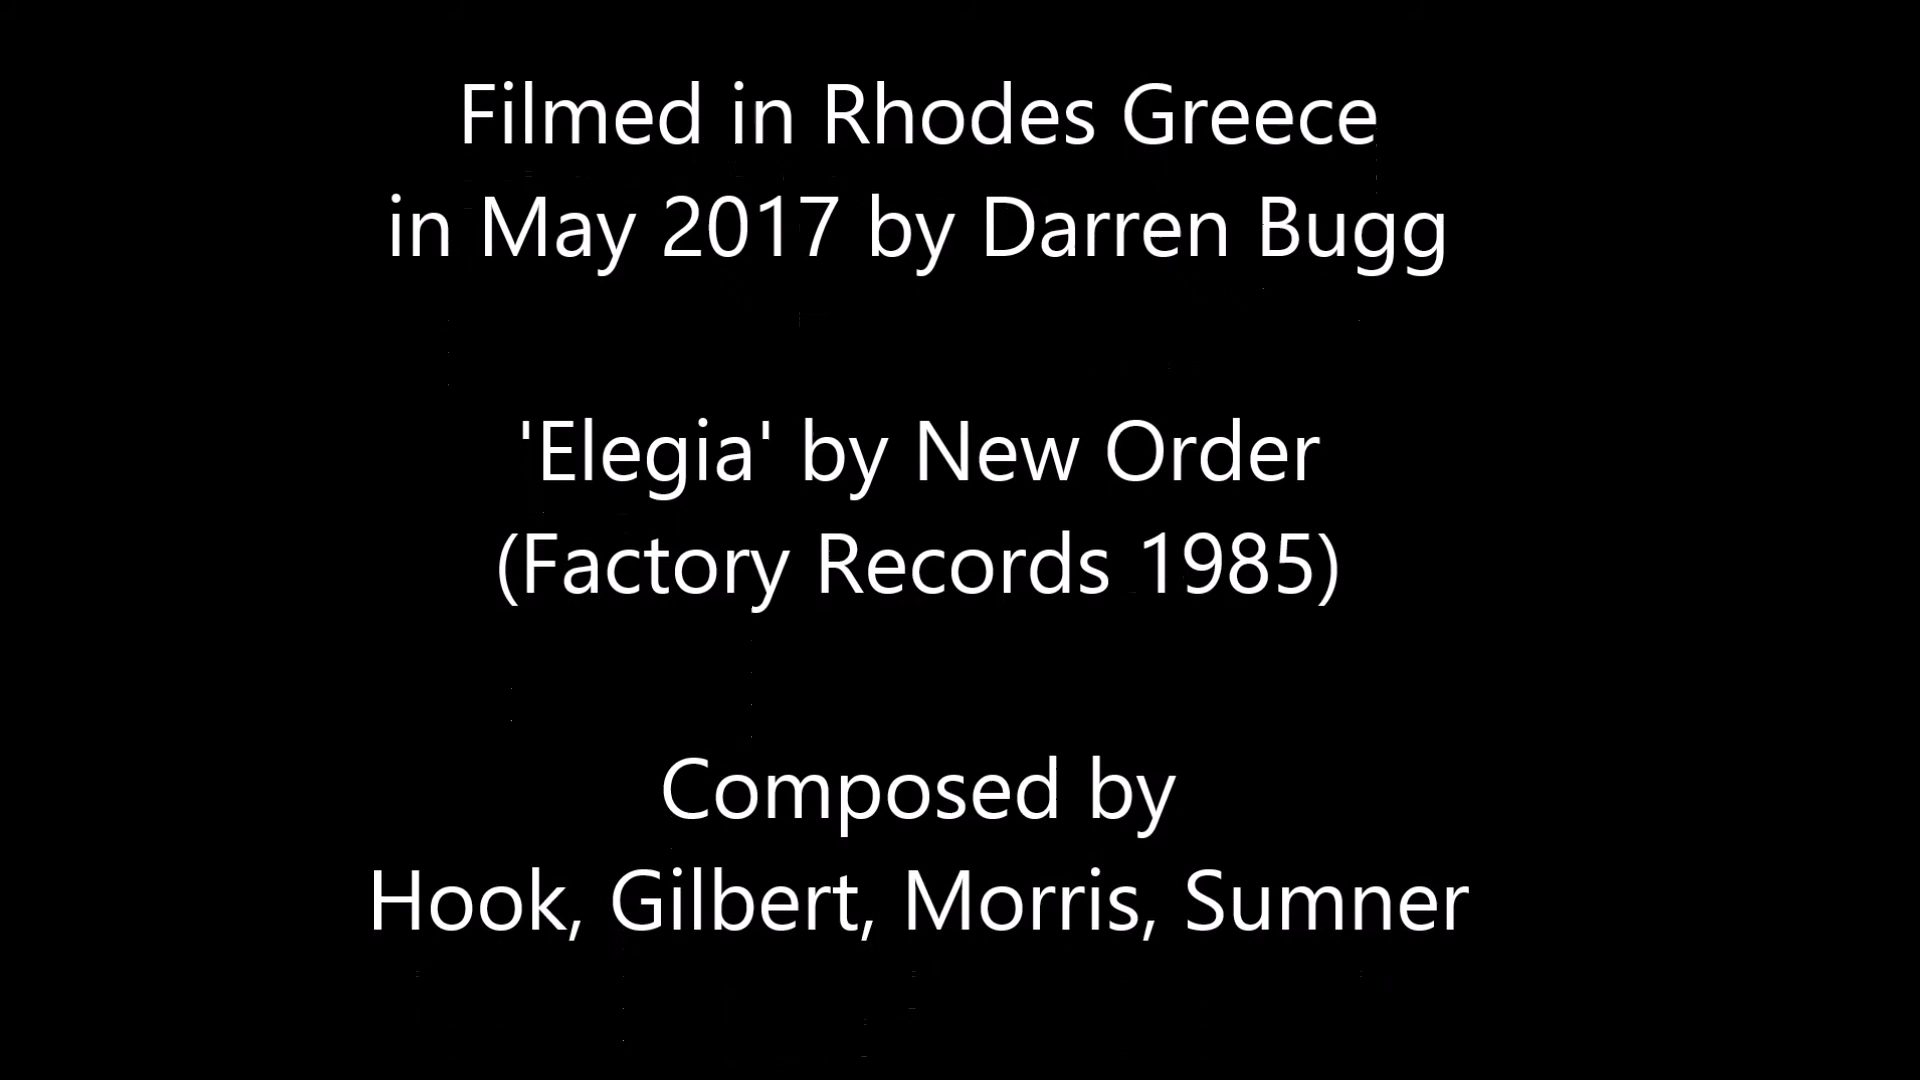 Filmed in Rhodes Greece
in May 2017 by Darren Bugg
'Elegia' by New Order
(Factory Records 1985)
Composed by
Hook, Gilbert, Morris, Sumner